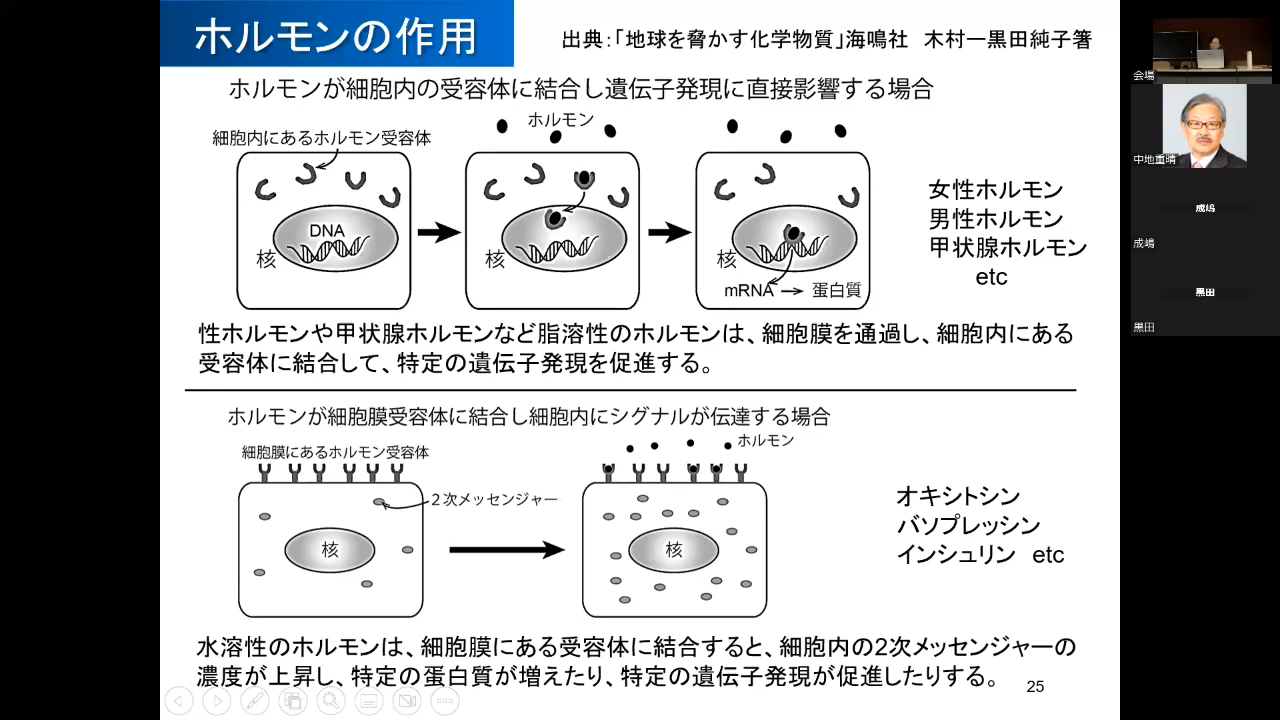 ホルモンの作用
出典：「地球を脅かす化学物質」海鳴社　木村ー黒田純子箸
ホルモンが細胞内の受容体に結合し遺伝子発現に直接影響する場合
細胞内にあるホルモン受容体
ホルモン
DNA
核
核
核
mRNA → 蛋白質
女性ホルモン
男性ホルモン
甲状腺ホルモン
etc
性ホルモンや甲状腺ホルモンなど脂溶性のホルモンは、細胞膜を通過し、細胞内にある
受容体に結合して、特定の遺伝子発現を促進する。
ホルモンが細胞膜受容体に結合し細胞内にシグナルが伝達する場合
細胞膜にあるホルモン受容体
ホルモン
２次メッセンジャー
核
核
オキシトシン
バソプレッシン
インシュリン　etc
水溶性のホルモンは、細胞膜にある受容体に結合すると、細胞内の2次メッセンジャーの
濃度が上昇し、特定の蛋白質が増えたり、特定の遺伝子発現が促進したりする。
25
会場
中地重晴
成嶋
成嶋
黒田
黒田